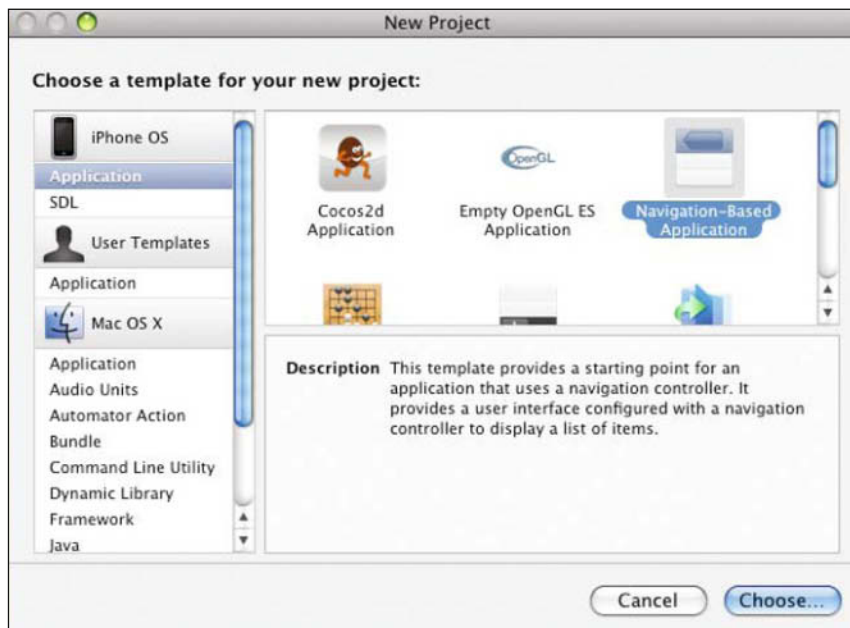 New Project
Choose a template for your new project:
iPhone OS
Application
SDL
User Templates
Application
Mac OS X
Application
Audio Units
Automator Action
Bundle
Command Line Utility
Dynamic Library
Framework
Java
Cocos2d
Application
OpenGL
Empty OpenGL ES
Application
Navigation-Based
Application
Description This template provides a starting point for an
application that uses a navigation controller. It
provides a user interface configured with a navigation
controller to display a list of items.
Cancel
Choose...